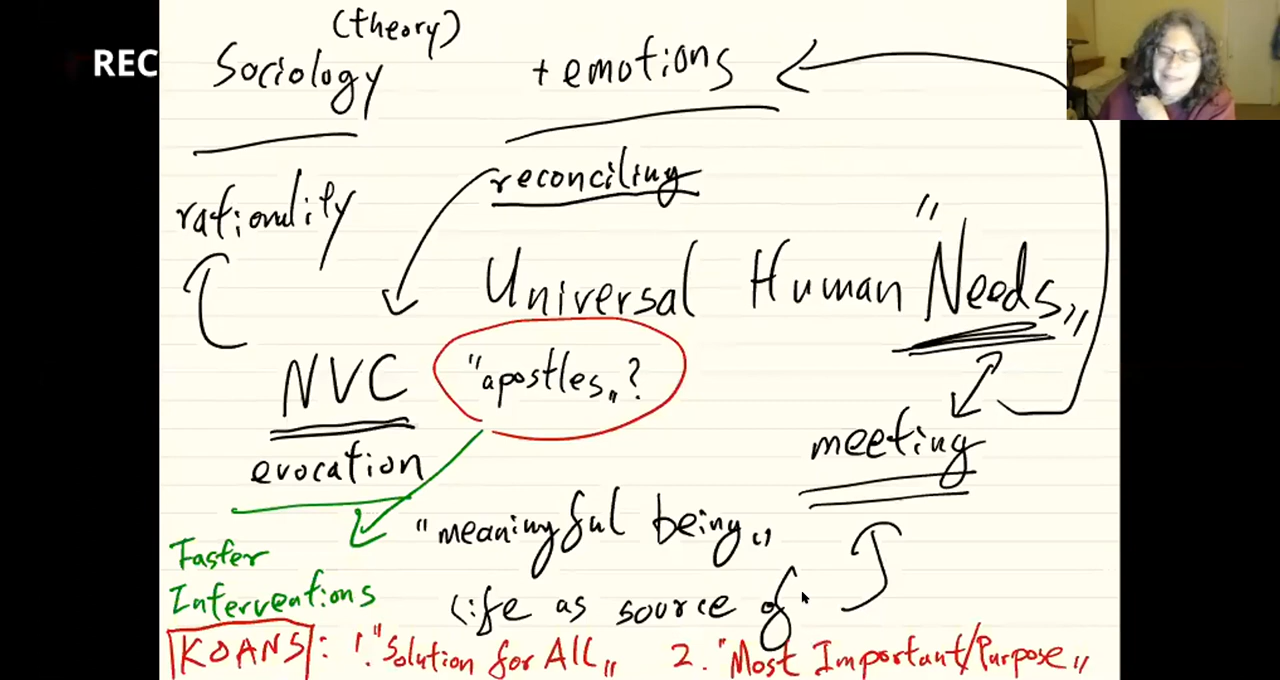 REC
(theory)
Sociology + emotions
reconciling
rationality
Universal Human "Needs„
NVC "apostles„?
meeting
evocation
"meaningful being„
Faster
Interventions
Life as source of
KOANS: 1. "Solution for All„ 2. "Most Important/Purpose„